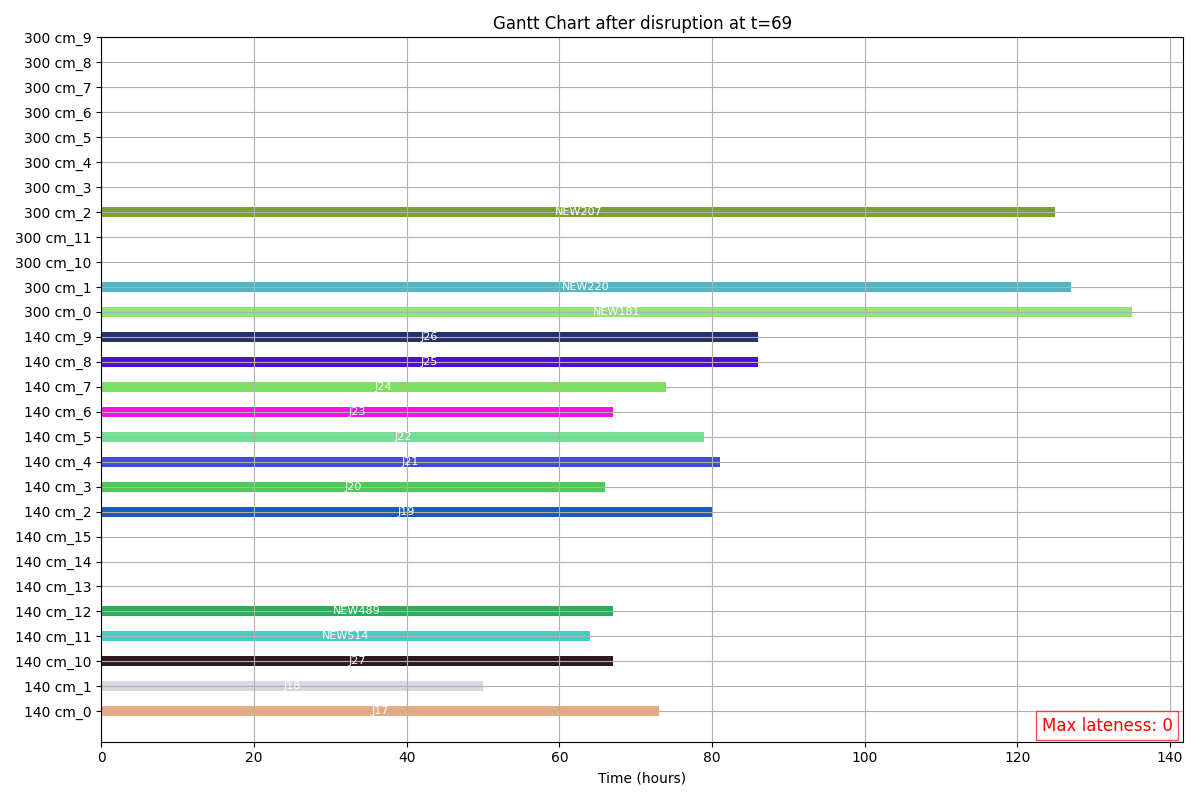 Gantt Chart after disruption at t=69
300 cm_9
300 cm_8
300 cm_7
300 cm_6
300 cm_5
300 cm_4
300 cm_3
300 cm_2 NEW207
300 cm_11
300 cm_10
300 cm_1 NEW220
300 cm_0 NEW181
140 cm_9 J26
140 cm_8 J25
140 cm_7 J24
140 cm_6 J23
140 cm_5 J22
140 cm_4 J21
140 cm_3 J20
140 cm_2 J19
140 cm_15
140 cm_14
140 cm_13
140 cm_12 NEW489
140 cm_11 NEW514
140 cm_10 J27
140 cm_1 J18
140 cm_0 J17
Max lateness: 0
0 20 40 60 80 100 120 140
Time (hours)